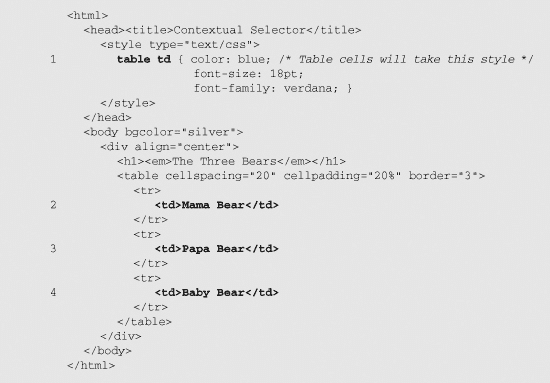 <html>
<head><title>Contextual Selector</title>
<style type="text/css">
1 table td { color: blue; /* Table cells will take this style */
font-size: 18pt;
font-family: verdana; }
</style>
</head>
<body bgcolor="silver">
<div align="center">
<h1><em>The Three Bears</em></h1>
<table cellspacing="20" cellpadding="20%" border="3">
<tr>
2 <td>Mama Bear</td>
</tr>
<tr>
3 <td>Papa Bear</td>
</tr>
<tr>
4 <td>Baby Bear</td>
</tr>
</table>
</div>
</body>
</html>